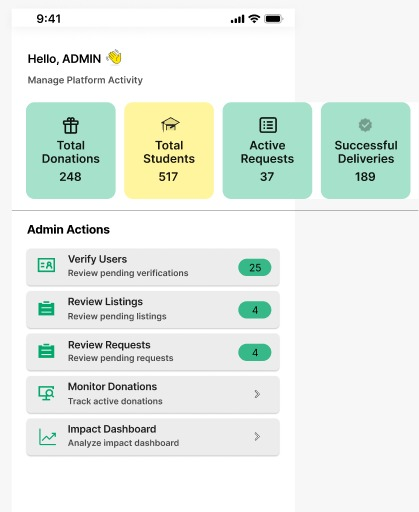 9:41
Hello, ADMIN 👋
Manage Platform Activity
Total
Donations
248
Total
Students
517
Active
Requests
37
Successful
Deliveries
189
Admin Actions
Verify Users
Review pending verifications
25
Review Listings
Review pending listings
4
Review Requests
Review pending requests
4
Monitor Donations
Track active donations
Impact Dashboard
Analyze impact dashboard